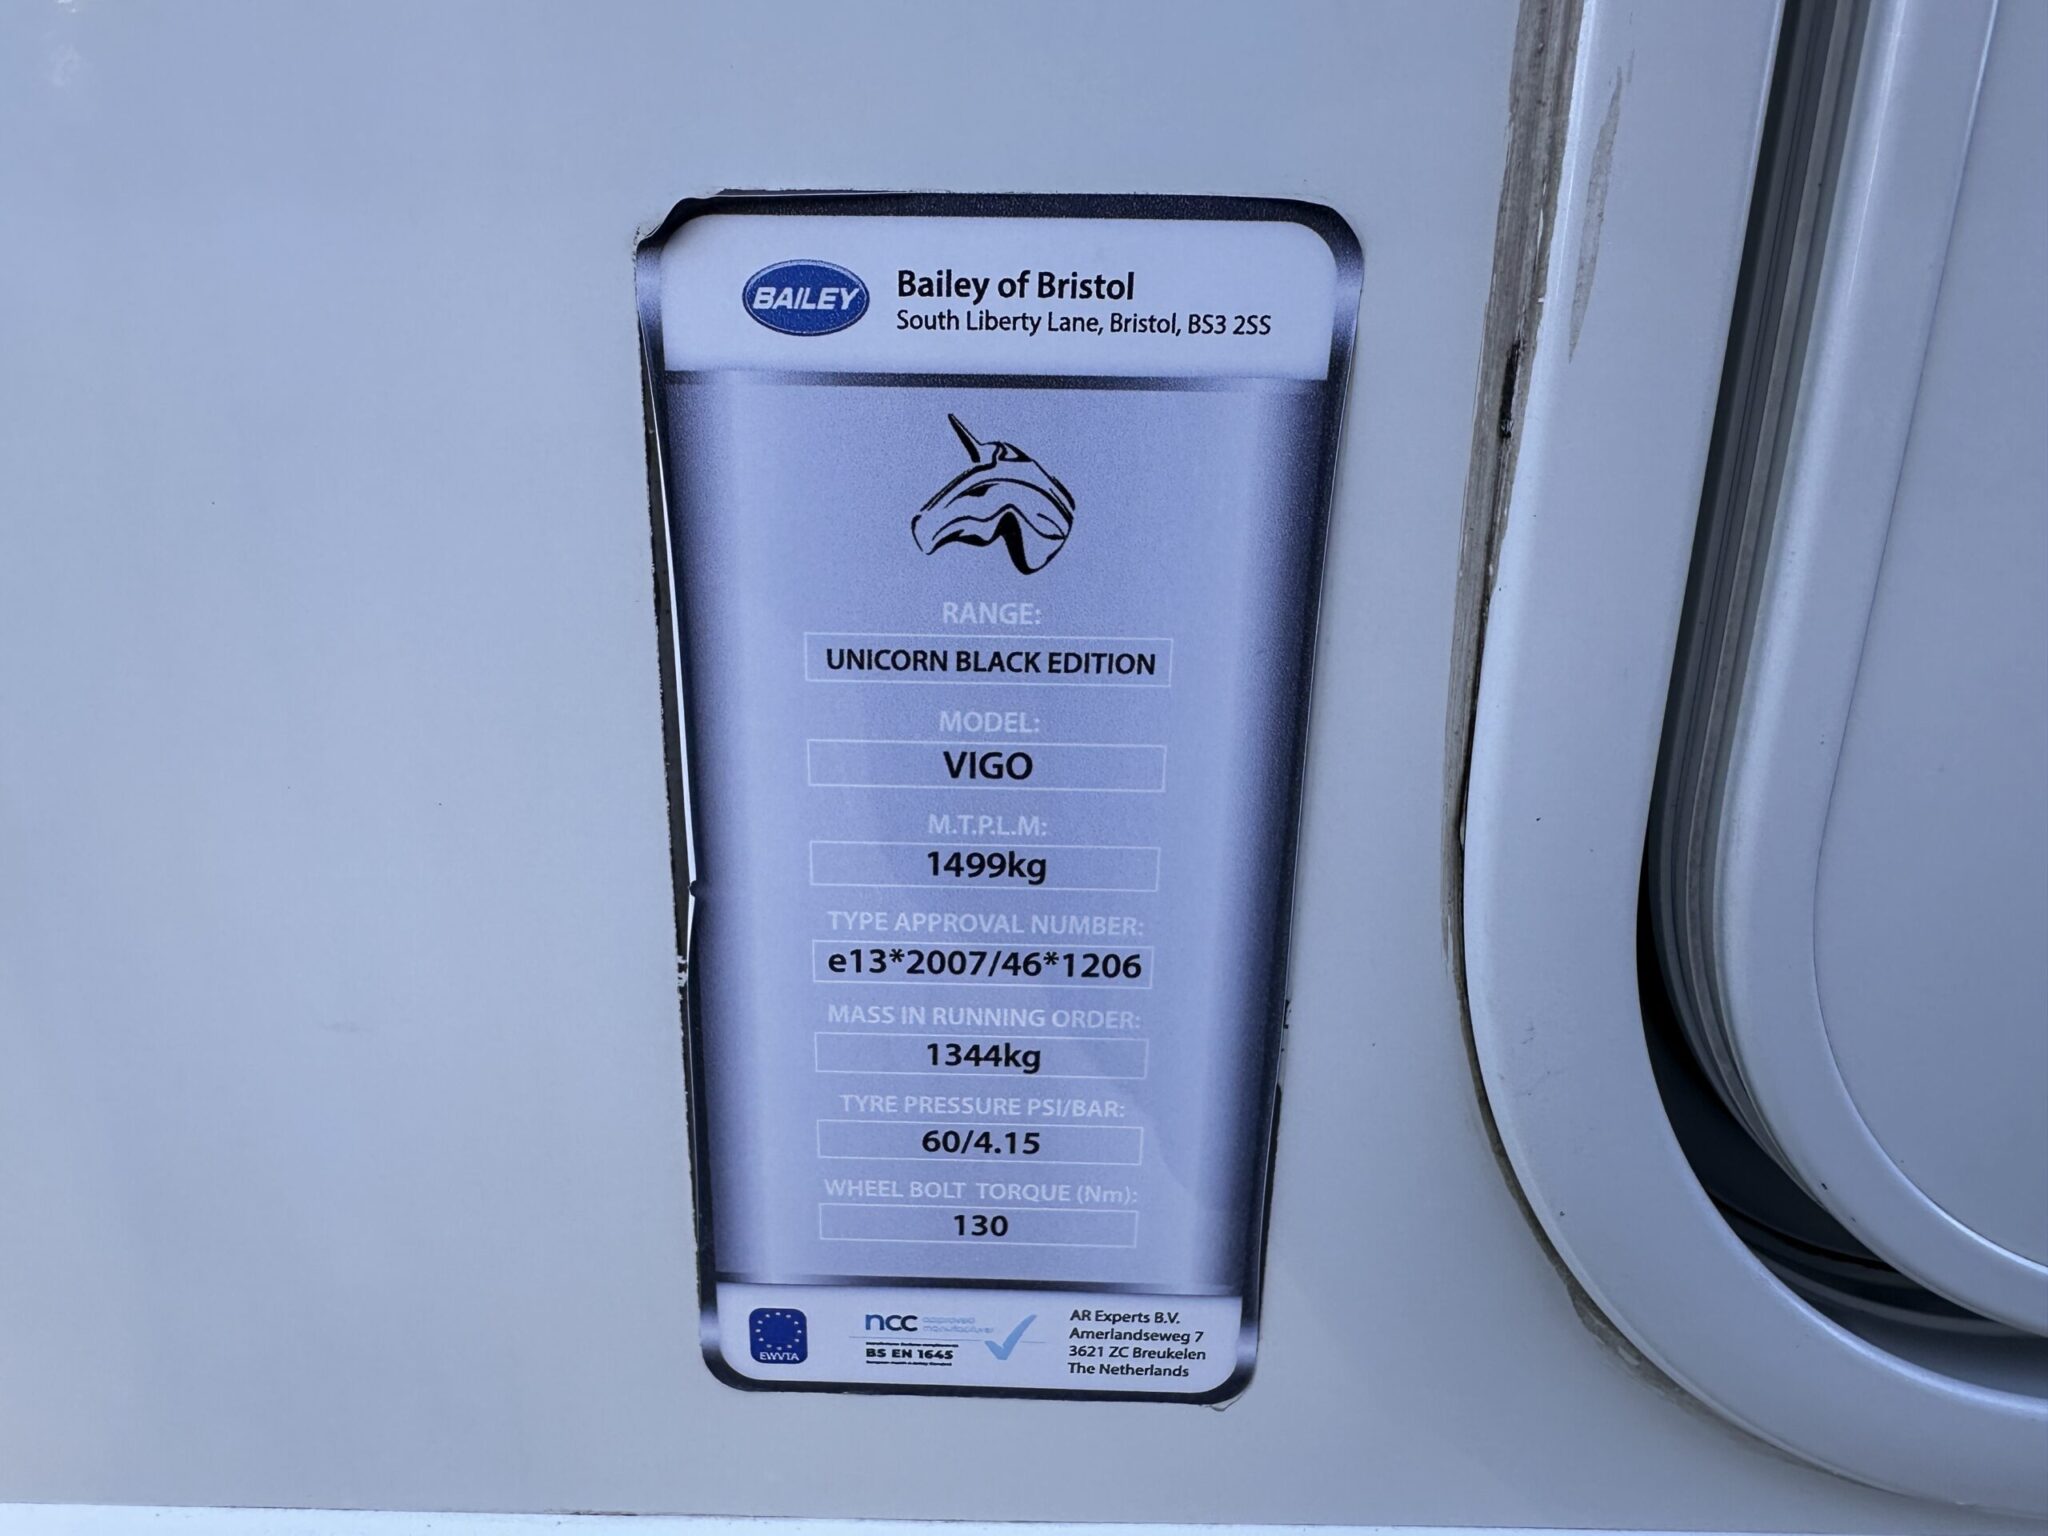 BAILEY
Bailey of Bristol
South Liberty Lane, Bristol, BS3 2SS
RANGE:
UNICORN BLACK EDITION
MODEL:
VIGO
M.T.P.L.M:
1499kg
TYPE APPROVAL NUMBER:
e13*2007/46*1206
MASS IN RUNNING ORDER:
1344kg
TYRE PRESSURE PSI/BAR:
60/4.15
WHEEL BOLT TORQUE (Nm):
130
EWVTA
ncc approved
manufacturer
BS EN 1645
AR Experts B.V.
Amerlandseweg 7
3621 ZC Breukelen
The Netherlands